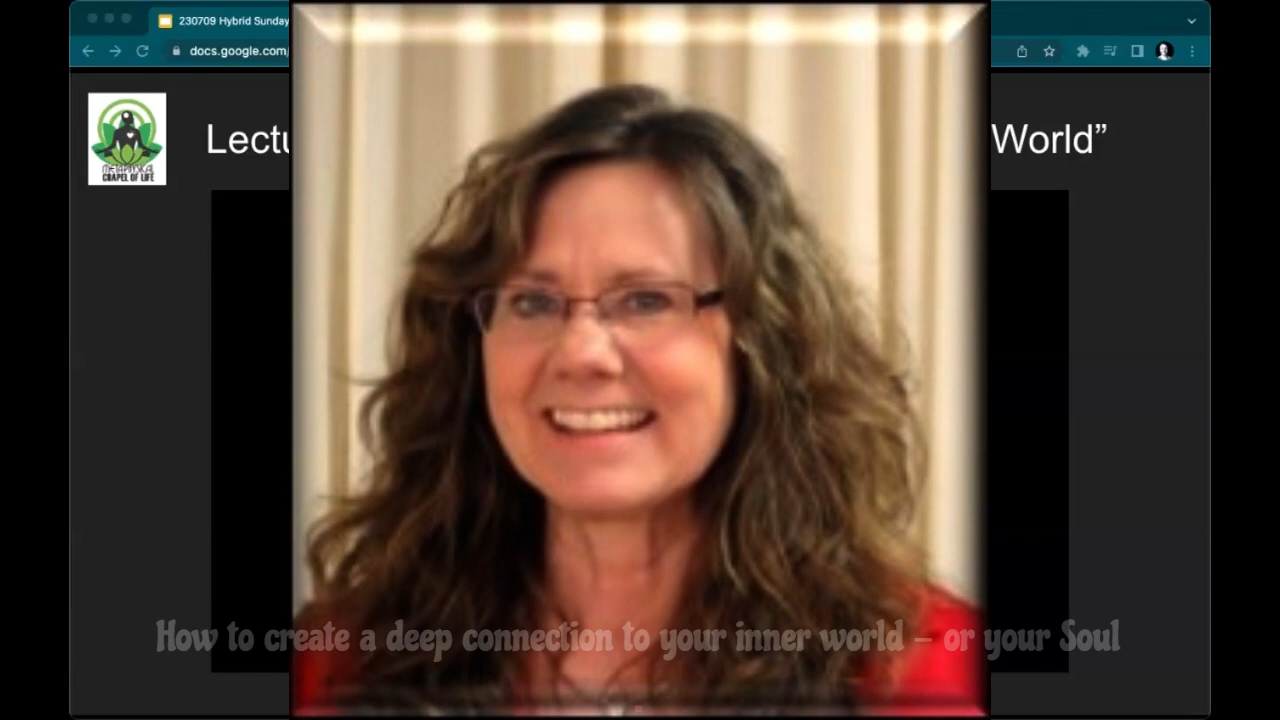 230709 Hybrid Sunday
docs.google.com/
Lectu
World”
METAPHYSICAL
CHAPEL OF LIFE
How to create a deep connection to your inner world – or your Soul